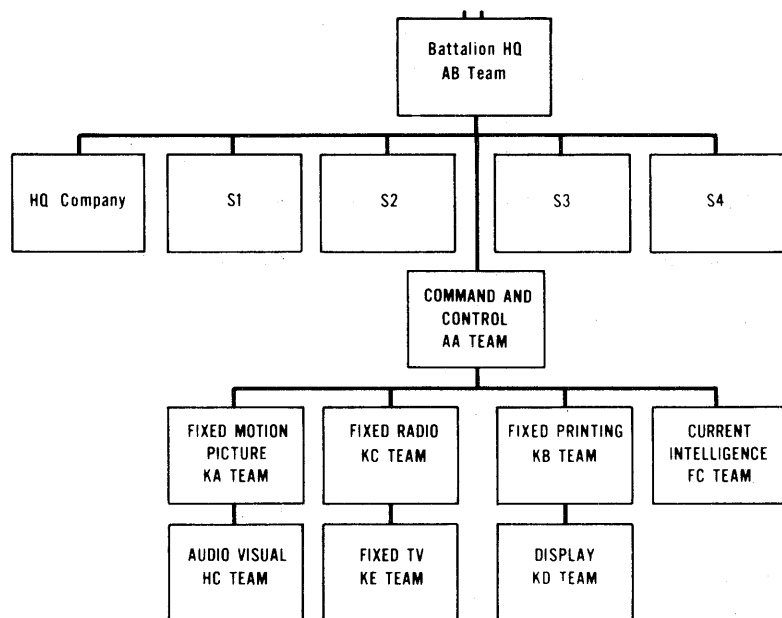 Battalion HQ
AB Team
HQ Company
S1
S2
S3
S4
COMMAND AND
CONTROL
AA TEAM
FIXED MOTION
PICTURE
KA TEAM
FIXED RADIO
KC TEAM
FIXED PRINTING
KB TEAM
CURRENT
INTELLIGENCE
FC TEAM
AUDIO VISUAL
HC TEAM
FIXED TV
KE TEAM
DISPLAY
KD TEAM